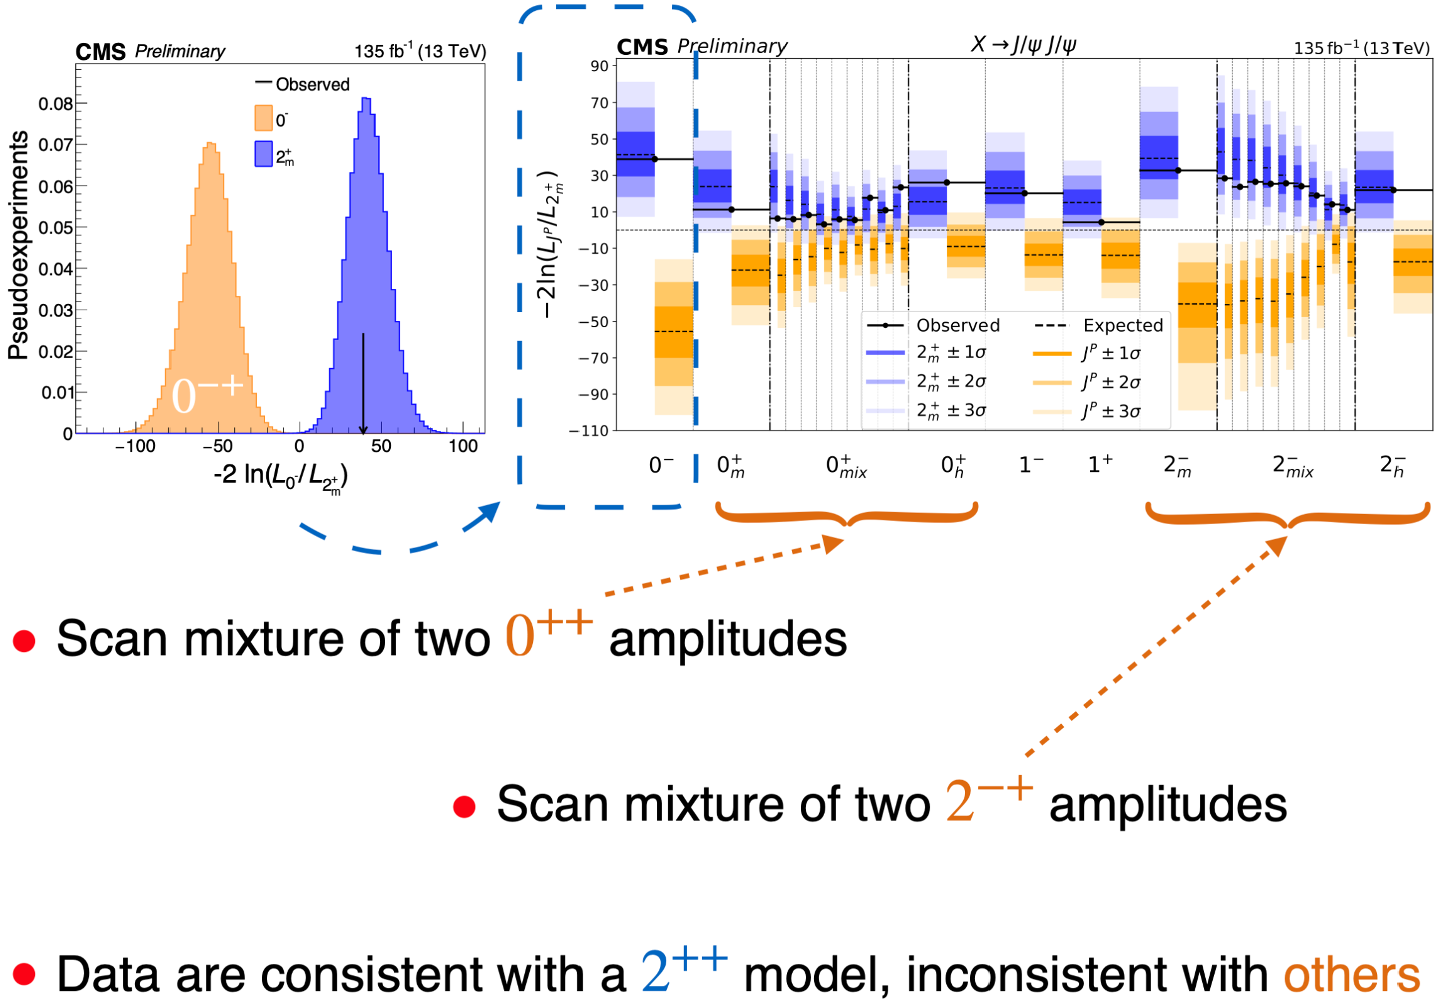 CMS Preliminary 135 fb⁻¹ (13 TeV)
Pseudoexperiments
0.08
0.07
0.06
0.05
0.04
0.03
0.02
0.01
0
Observed
0⁻
2⁺ₘ
0⁻⁺
−100 −50 0 50 100
-2 ln(L₀₋/L₂⁺ₘ)
CMS Preliminary X → J/ψ J/ψ 135 fb⁻¹ (13 TeV)
−2ln(L_Jᴾ/L₂⁺ₘ)
90
70
50
30
10
−10
−30
−50
−70
−90
−110
Observed Expected
2⁺ₘ ± 1σ Jᴾ ± 1σ
2⁺ₘ ± 2σ Jᴾ ± 2σ
2⁺ₘ ± 3σ Jᴾ ± 3σ
0⁻ 0⁺ₘ 0⁺ₘᵢₓ 0⁺ₕ 1⁻ 1⁺ 2⁻ₘ 2⁻ₘᵢₓ 2⁻ₕ
● Scan mixture of two 0⁺⁺ amplitudes
● Scan mixture of two 2⁻⁺ amplitudes
● Data are consistent with a 2⁺⁺ model, inconsistent with others